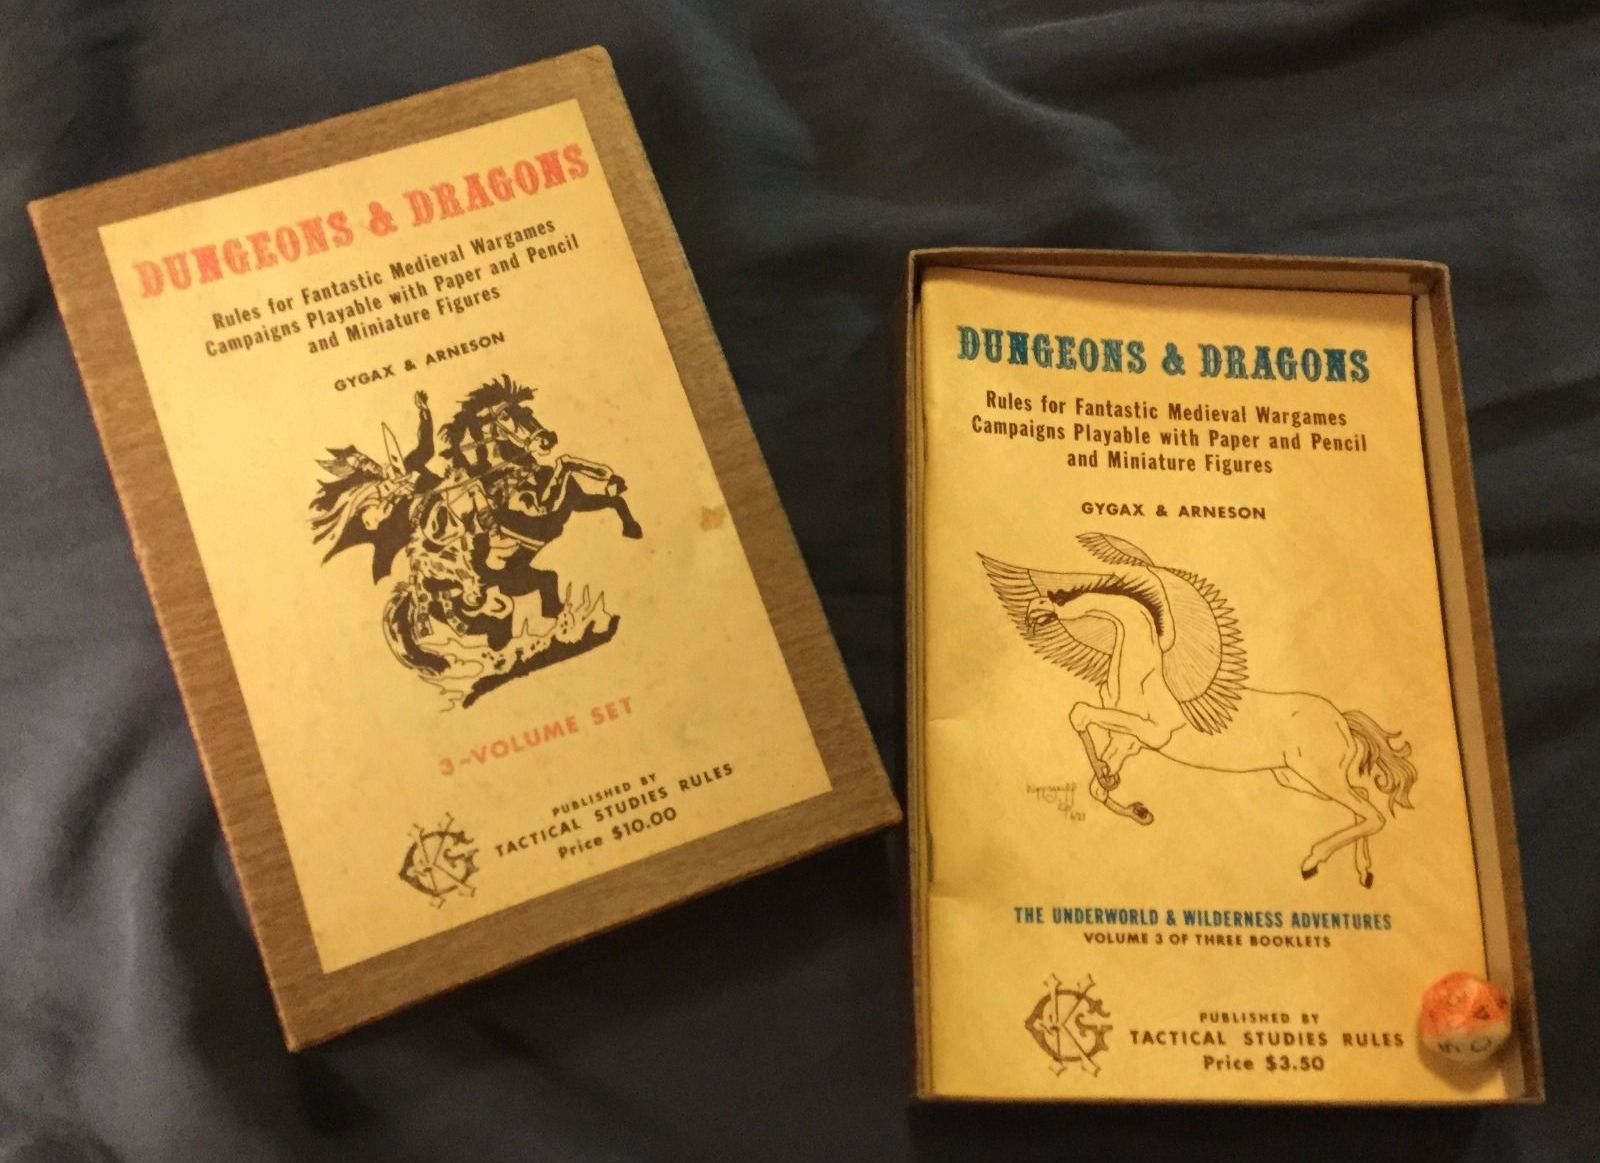 DUNGEONS & DRAGONS
Rules for Fantastic Medieval Wargames
Campaigns Playable with Paper and Pencil
and Miniature Figures
GYGAX & ARNESON
3-VOLUME SET
PUBLISHED BY
TACTICAL STUDIES RULES
Price $10.00
DUNGEONS & DRAGONS
Rules for Fantastic Medieval Wargames
Campaigns Playable with Paper and Pencil
and Miniature Figures
GYGAX & ARNESON
THE UNDERWORLD & WILDERNESS ADVENTURES
VOLUME 3 OF THREE BOOKLETS
PUBLISHED BY
TACTICAL STUDIES RULES
Price $3.50